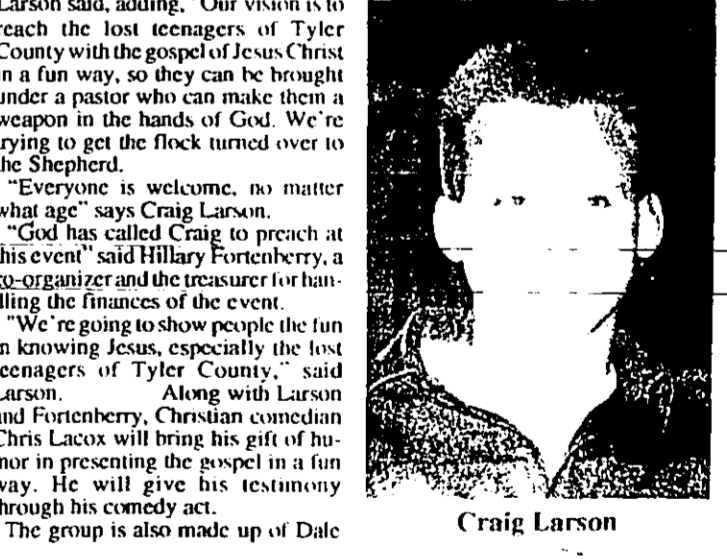 Larson said, adding, "Our vision is to
reach the lost teenagers of Tyler
County with the gospel of Jesus Christ
in a fun way, so they can be brought
under a pastor who can make them a
weapon in the hands of God. We're
trying to get the flock turned over to
the Shepherd.
"Everyone is welcome, no matter
what age" says Craig Larson.
"God has called Craig to preach at
this event" said Hillary Fortenberry, a
co-organizer and the treasurer for han-
dling the finances of the event.
"We're going to show people the fun
in knowing Jesus, especially the lost
teenagers of Tyler County," said
Larson. Along with Larson
and Fortenberry, Christian comedian
Chris Lacox will bring his gift of hu-
mor in presenting the gospel in a fun
way. He will give his testimony
through his comedy act.
The group is also made up of Dale
Craig Larson